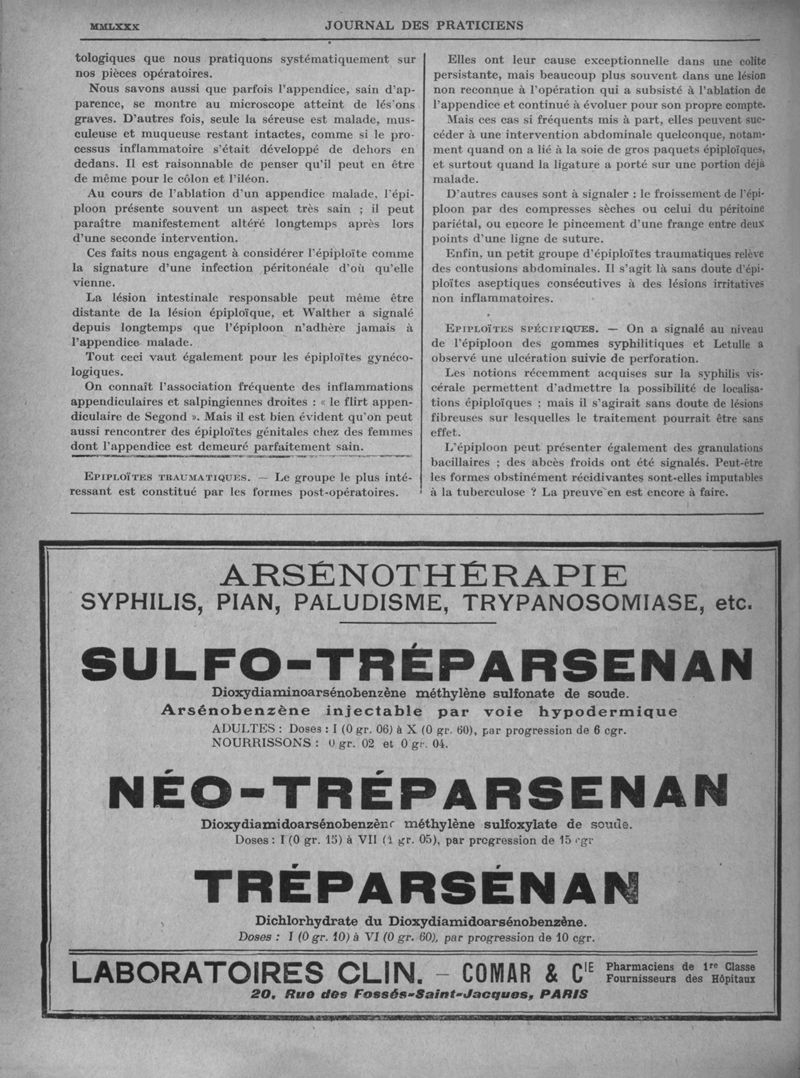 MMLXXX
JOURNAL DES PRATICIENS
tologiques que nous pratiquons systématiquement sur
nos pièces opératoires.
Nous savons aussi que parfois l'appendice, sain d'ap-
parence, se montre au microscope atteint de lés'ons
graves. D'autres fois, seule la séreuse est malade, mus-
culeuse et muqueuse restant intactes, comme si le pro-
cessus inflammatoire s'était développé de dehors en
dedans. Il est raisonnable de penser qu'il peut en être
de même pour le côlon et l'iléon.
Au cours de l'ablation d'un appendice malade, l'épi-
ploon présente souvent un aspect très sain ; il peut
paraître manifestement altéré longtemps après lors
d'une seconde intervention.
Ces faits nous engagent à considérer l'épiploïte comme
la signature d'une infection péritonéale d'où qu'elle
vienne.
La lésion intestinale responsable peut même être
distante de la lésion épiploïque, et Walther a signalé
depuis longtemps que l'épiploon n'adhère jamais à
l'appendice malade.
Tout ceci vaut également pour les épiploïtes gynéco-
logiques.
On connaît l'association fréquente des inflammations
appendiculaires et salpingiennes droites : « le flirt appen-
diculaire de Segond ». Mais il est bien évident qu'on peut
aussi rencontrer des épiploïtes génitales chez des femmes
dont l'appendice est demeuré parfaitement sain.
EPIPLOÏTES TRAUMATIQUES. — Le groupe le plus inté-
ressant est constitué par les formes post-opératoires.
Elles ont leur cause exceptionnelle dans une colite
persistante, mais beaucoup plus souvent dans une lésion
non reconnue à l'opération qui a subsisté à l'ablation de
l'appendice et continué à évoluer pour son propre compte.
Mais ces cas si fréquents mis à part, elles peuvent suc-
céder à une intervention abdominale quelconque, notam-
ment quand on a lié à la soie de gros paquets épiploïques,
et surtout quand la ligature a porté sur une portion déjà
malade.
D'autres causes sont à signaler : le froissement de l'épi-
ploon par des compresses sèches ou celui du péritoine
pariétal, ou encore le pincement d'une frange entre deux
points d'une ligne de suture.
Enfin, un petit groupe d'épiploïtes traumatiques relève
des contusions abdominales. Il s'agit là sans doute d'épi-
ploïtes aseptiques consécutives à des lésions irritatives
non inflammatoires.
EPIPLOÏTES SPÉCIFIQUES. — On a signalé au niveau
de l'épiploon des gommes syphilitiques et Letulle a
observé une ulcération suivie de perforation.
Les notions récemment acquises sur la syphilis vis-
cérale permettent d'admettre la possibilité de localisa-
tions épiploïques ; mais il s'agirait sans doute de lésions
fibreuses sur lesquelles le traitement pourrait être sans
effet.
L'épiploon peut présenter également des granulations
bacillaires ; des abcès froids ont été signalés. Peut-être
les formes obstinément récidivantes sont-elles imputables
à la tuberculose ? La preuve en est encore à faire.
ARSÉNOTHÉRAPIE
SYPHILIS, PIAN, PALUDISME, TRYPANOSOMIASE, etc.
SULFO-TRÉPARSENAN
Dioxydiaminoarsénobenzène méthylène sulfonate de soude.
Arsénobenzène injectable par voie hypodermique
ADULTES : Doses : I (0 gr. 06) à X (0 gr. 60), par progression de 6 cgr.
NOURRISSONS : 0 gr. 02 et 0 gr. 04.
NÉO-TRÉPARSENAN
Dioxydiamidoarsénobenzène méthylène sulfoxylate de soude.
Doses : I (0 gr. 15) à VII (1 gr. 05), par progression de 15 cgr
TRÉPARSÉNAN
Dichlorhydrate du Dioxydiamidoarsénobenzène.
Doses : I (0 gr. 10) à VI (0 gr. 60), par progression de 10 cgr.
LABORATOIRES CLIN. - COMAR & CIE Pharmaciens de 1re Classe
Fournisseurs des Hôpitaux
20, Rue des Fossés-Saint-Jacques, PARIS